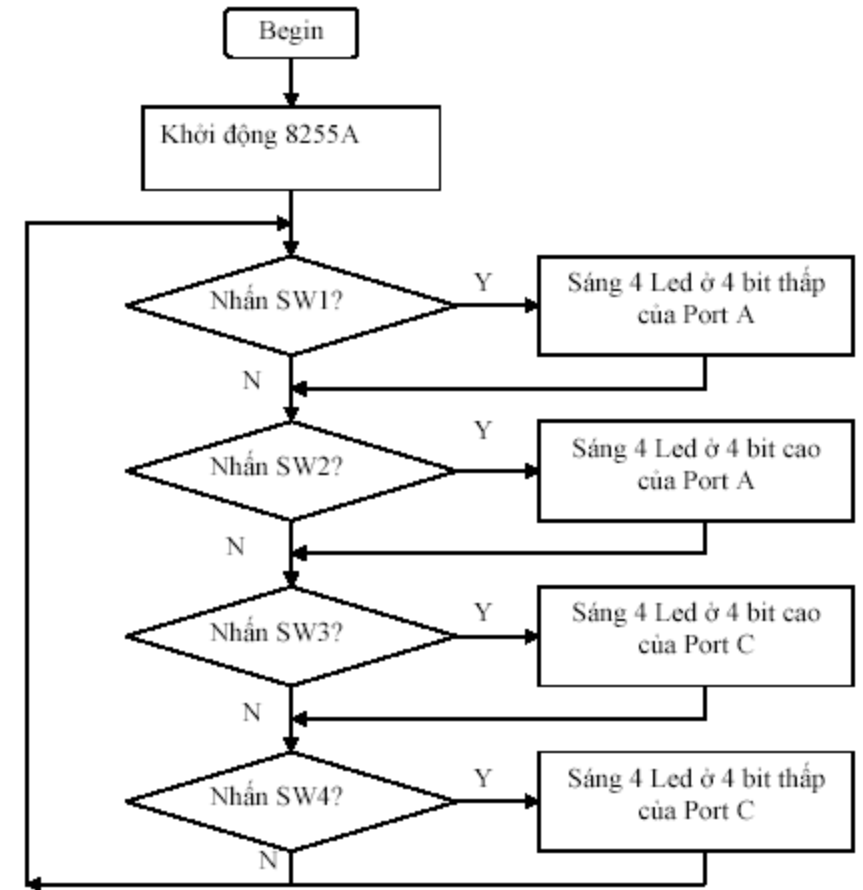 Begin
Khởi động 8255A
Nhấn SW1?
Y
Sáng 4 Led ở 4 bit thấp
của Port A
N
Nhấn SW2?
Y
Sáng 4 Led ở 4 bit cao
của Port A
N
Nhấn SW3?
Y
Sáng 4 Led ở 4 bit cao
của Port C
N
Nhấn SW4?
Y
Sáng 4 Led ở 4 bit thấp
của Port C
N